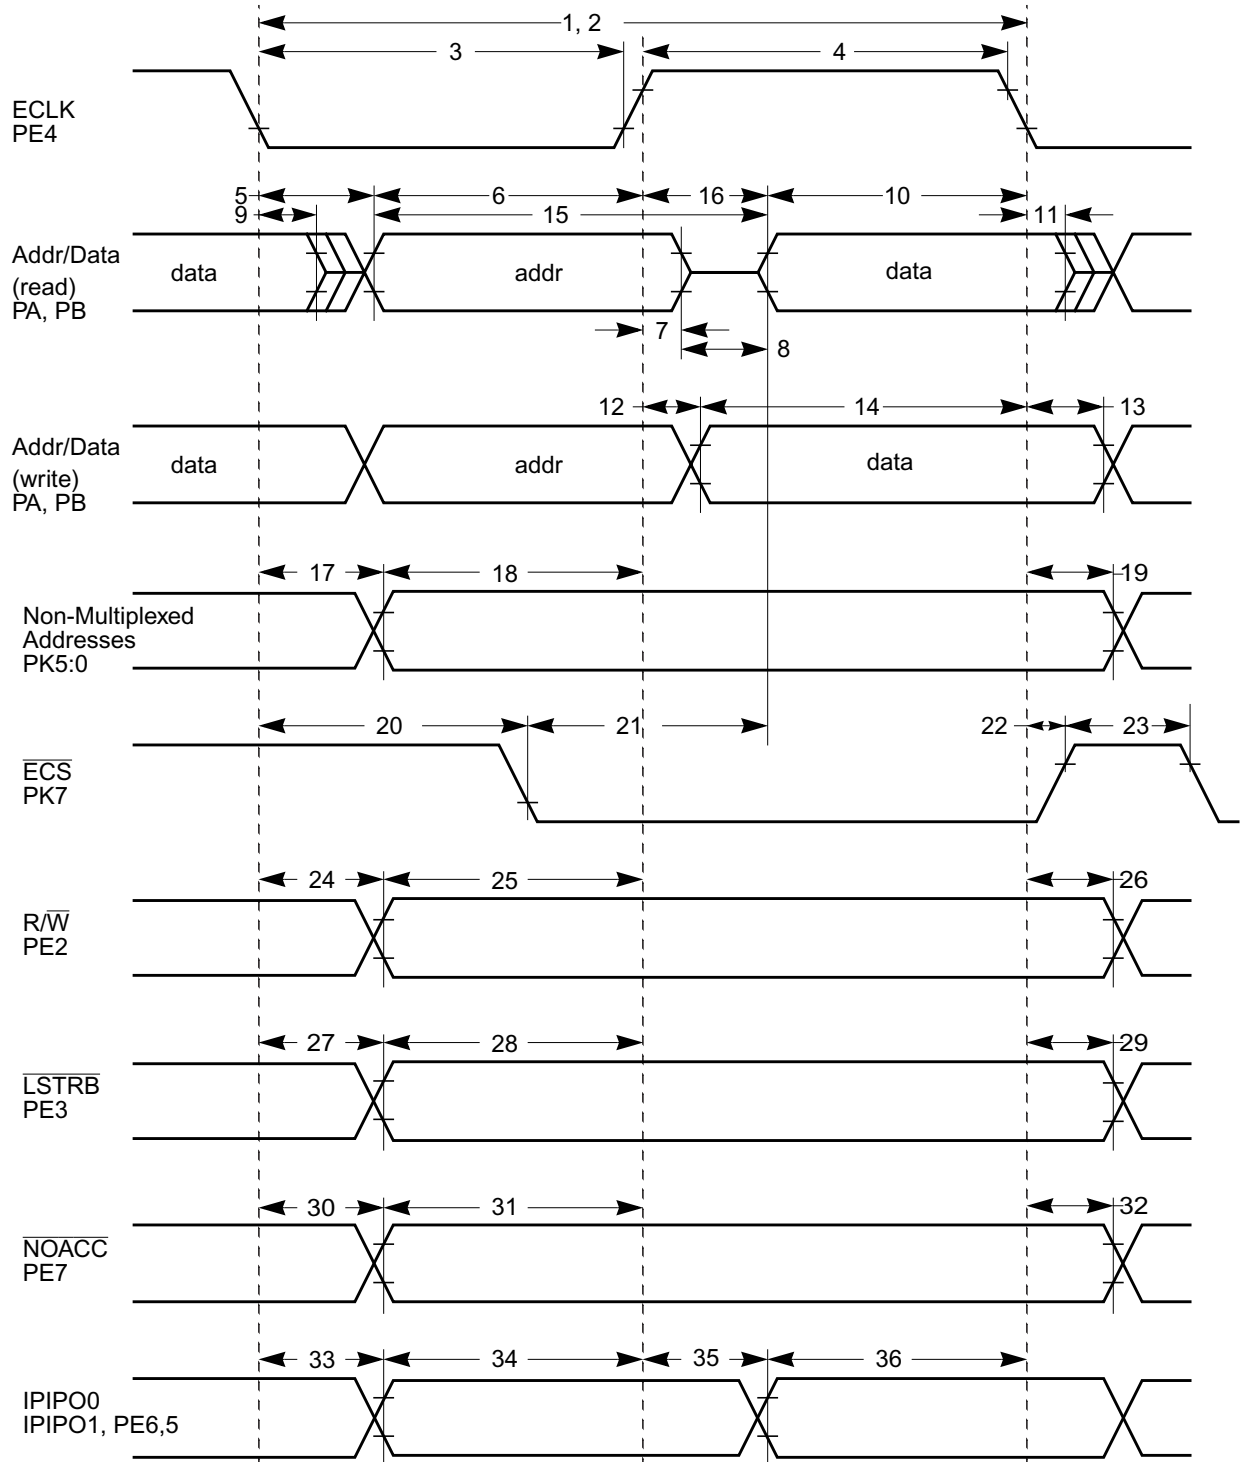 1, 2
3
4
ECLK
PE4
5
6
16
10
9
15
11
Addr/Data
(read)
PA, PB
data
addr
data
7
8
12
14
13
Addr/Data
(write)
PA, PB
data
addr
data
17
18
19
Non-Multiplexed
Addresses
PK5:0
20
21
22
23
ECS
PK7
24
25
26
R/W
PE2
27
28
29
LSTRB
PE3
30
31
32
NOACC
PE7
33
34
35
36
IPIPO0
IPIPO1, PE6,5